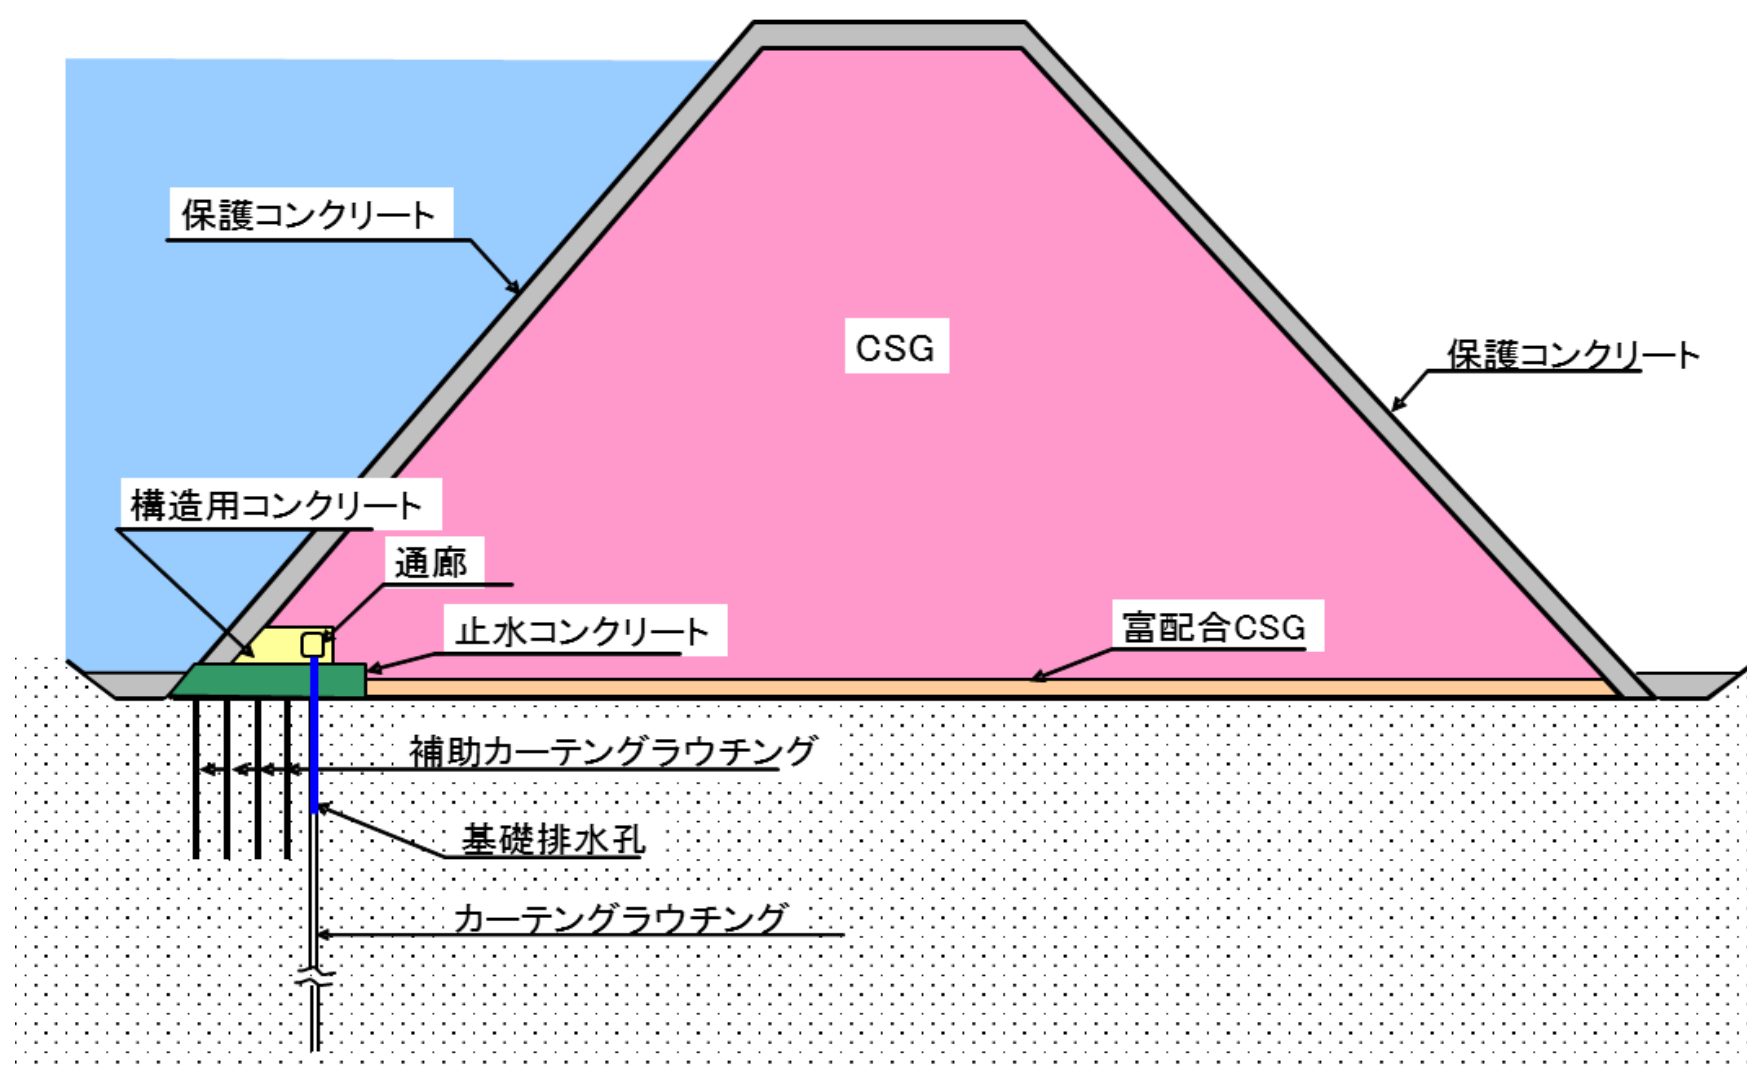 保護コンクリート
CSG
保護コンクリート
構造用コンクリート
通廊
止水コンクリート
富配合CSG
補助カーテングラウチング
基礎排水孔
カーテングラウチング